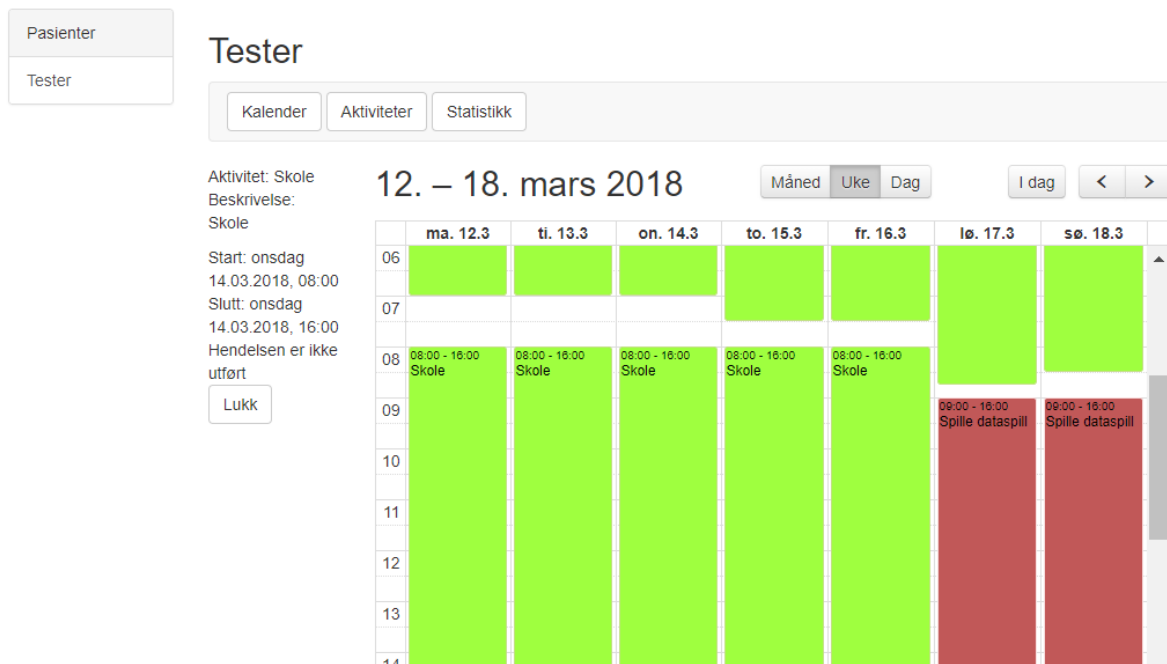 Pasienter
Tester
Tester
Kalender Aktiviteter Statistikk
Aktivitet: Skole
Beskrivelse:
Skole
Start: onsdag
14.03.2018, 08:00
Slutt: onsdag
14.03.2018, 16:00
Hendelsen er ikke
utført
Lukk
12. – 18. mars 2018
Måned Uke Dag
I dag < >
ma. 12.3 ti. 13.3 on. 14.3 to. 15.3 fr. 16.3 lø. 17.3 sø. 18.3
06
07
08 08:00 - 16:00 08:00 - 16:00 08:00 - 16:00 08:00 - 16:00 08:00 - 16:00
Skole Skole Skole Skole Skole
09 09:00 - 16:00 09:00 - 16:00
Spille dataspill Spille dataspill
10
11
12
13
14